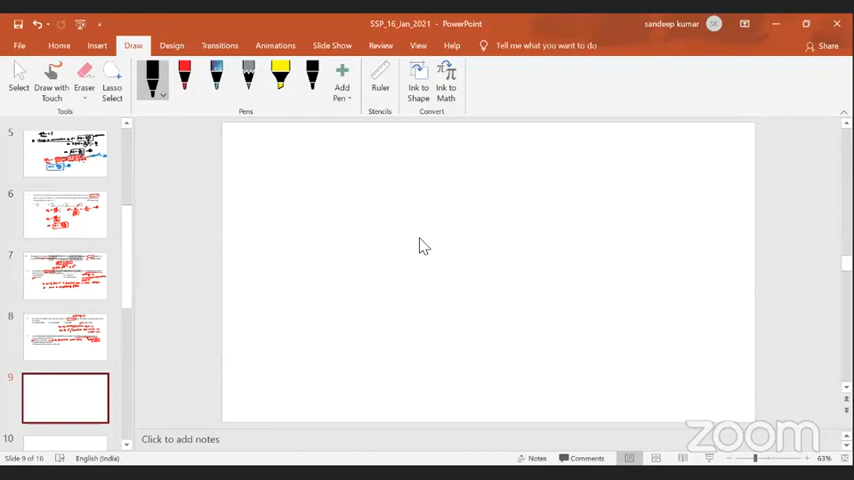 SSP_16_Jan_2021 - PowerPoint
sandeep kumar
SK
File Home Insert Draw Design Transitions Animations Slide Show Review View Help Tell me what you want to do Share
Select
Draw with Touch
Eraser
Lasso Select
Add Pen
Ruler
Ink to Shape
Ink to Math
Tools
Pens
Stencils
Convert
5
6
7
8
9
10
Click to add notes
zoom
Slide 9 of 16 English (India) Notes Comments 63%